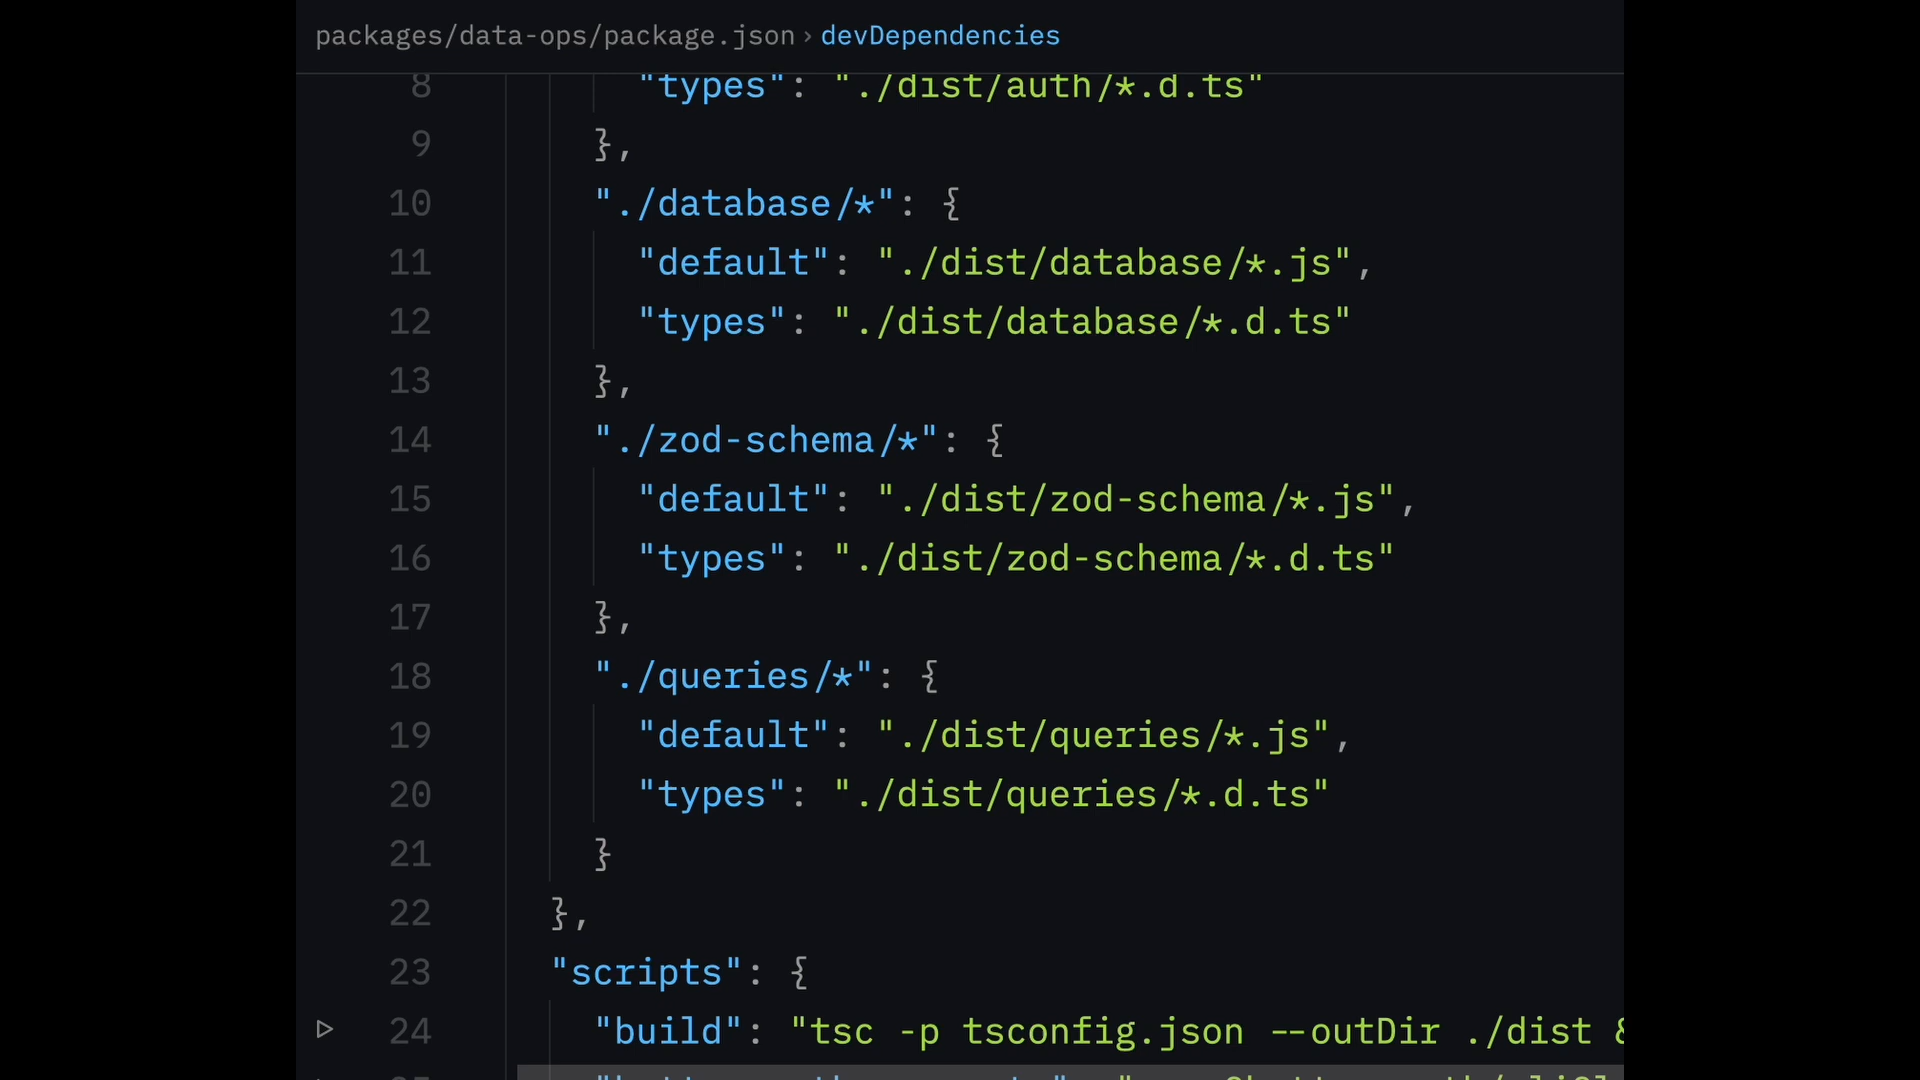 packages/data-ops/package.json › devDependencies
8 "types": "./dist/auth/*.d.ts"
9 },
10 "./database/*": {
11 "default": "./dist/database/*.js",
12 "types": "./dist/database/*.d.ts"
13 },
14 "./zod-schema/*": {
15 "default": "./dist/zod-schema/*.js",
16 "types": "./dist/zod-schema/*.d.ts"
17 },
18 "./queries/*": {
19 "default": "./dist/queries/*.js",
20 "types": "./dist/queries/*.d.ts"
21 }
22 },
23 "scripts": {
24 "build": "tsc -p tsconfig.json --outDir ./dist &